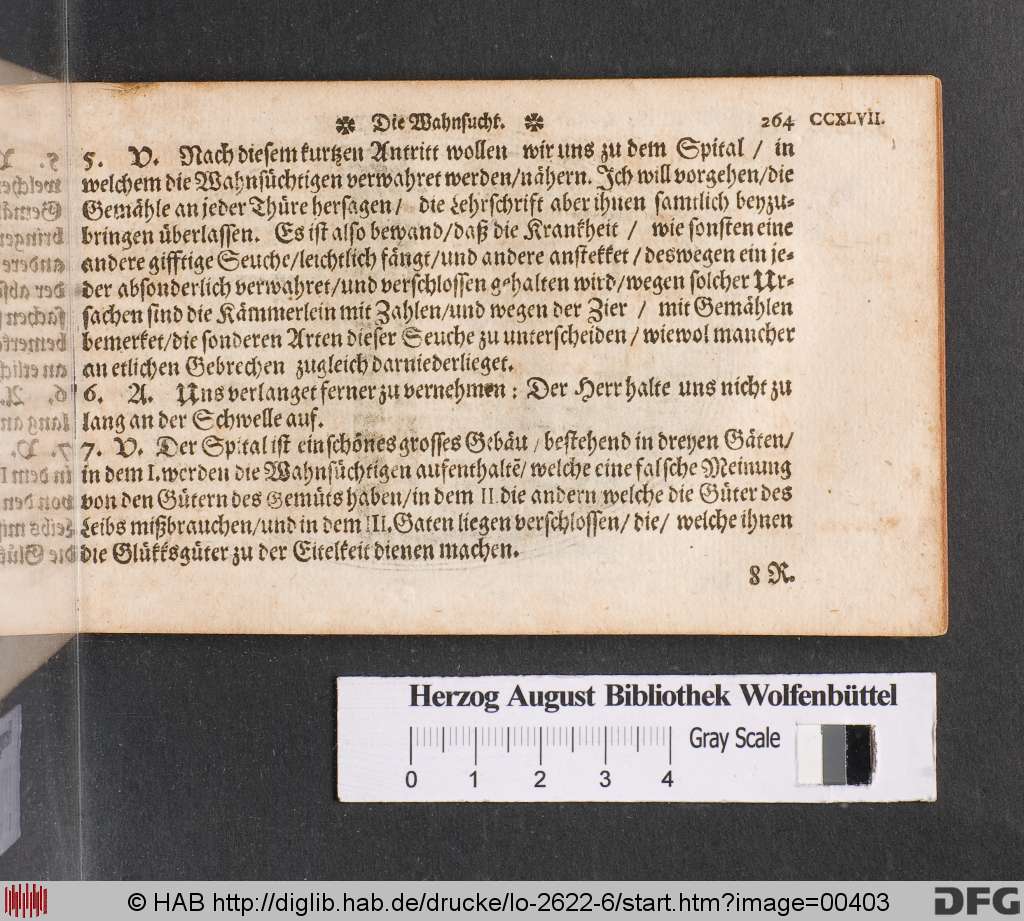 ✼ Die Wahnsucht. ✼ 264 CCXLVII.
5. V. Nach diesem kurtzen Antritt wollen wir uns zu dem Spital / in
welchem die Wahnsüchtigen verwahret werden/nähern. Ich will vorgehen/die
Gemähle an jeder Thüre hersagen/ die Lehrschrift aber ihnen samtlich beyzu-
bringen überlassen. Es ist also bewand/daß die Krankheit / wie sonsten eine
andere gifftige Seuche/leichtlich fängt/und andere anstekket/deswegen ein je-
der absonderlich verwahret/und verschlossen gehalten wird/wegen solcher Ur-
sachen sind die Kämmerlein mit Zahlen/und wegen der Zier / mit Gemählen
bemerket/die sonderen Arten dieser Seuche zu unterscheiden/wiewol mancher
an etlichen Gebrechen zugleich darniederlieget.
6. A. Uns verlanget ferner zu vernehmen: Der Herr halte uns nicht zu
lang an der Schwelle auf.
7. V. Der Spital ist ein schönes grosses Gebäu / bestehend in dreyen Gäten/
in dem I. werden die Wahnsüchtigen aufenthaltẽ/welche eine falsche Meinung
von den Gütern des Gemüts haben/in dem II. die andern welche die Güter des
Leibs mißbrauchen/und in dem III. Gaten liegen verschlossen/die/ welche ihnen
die Glükksgüter zu der Eitelkeit dienen machen.
8 R.
Herzog August Bibliothek Wolfenbüttel
0 1 2 3 4 Gray Scale
© HAB http://diglib.hab.de/drucke/lo-2622-6/start.htm?image=00403 DFG